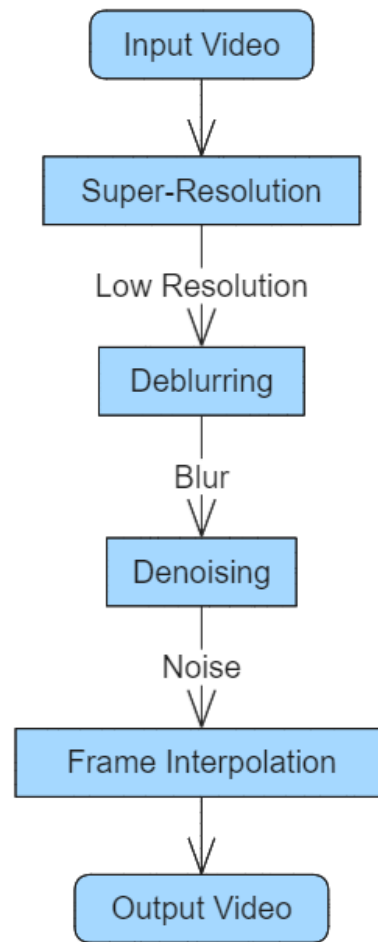 Input Video
Super-Resolution
Low Resolution
Deblurring
Blur
Denoising
Noise
Frame Interpolation
Output Video